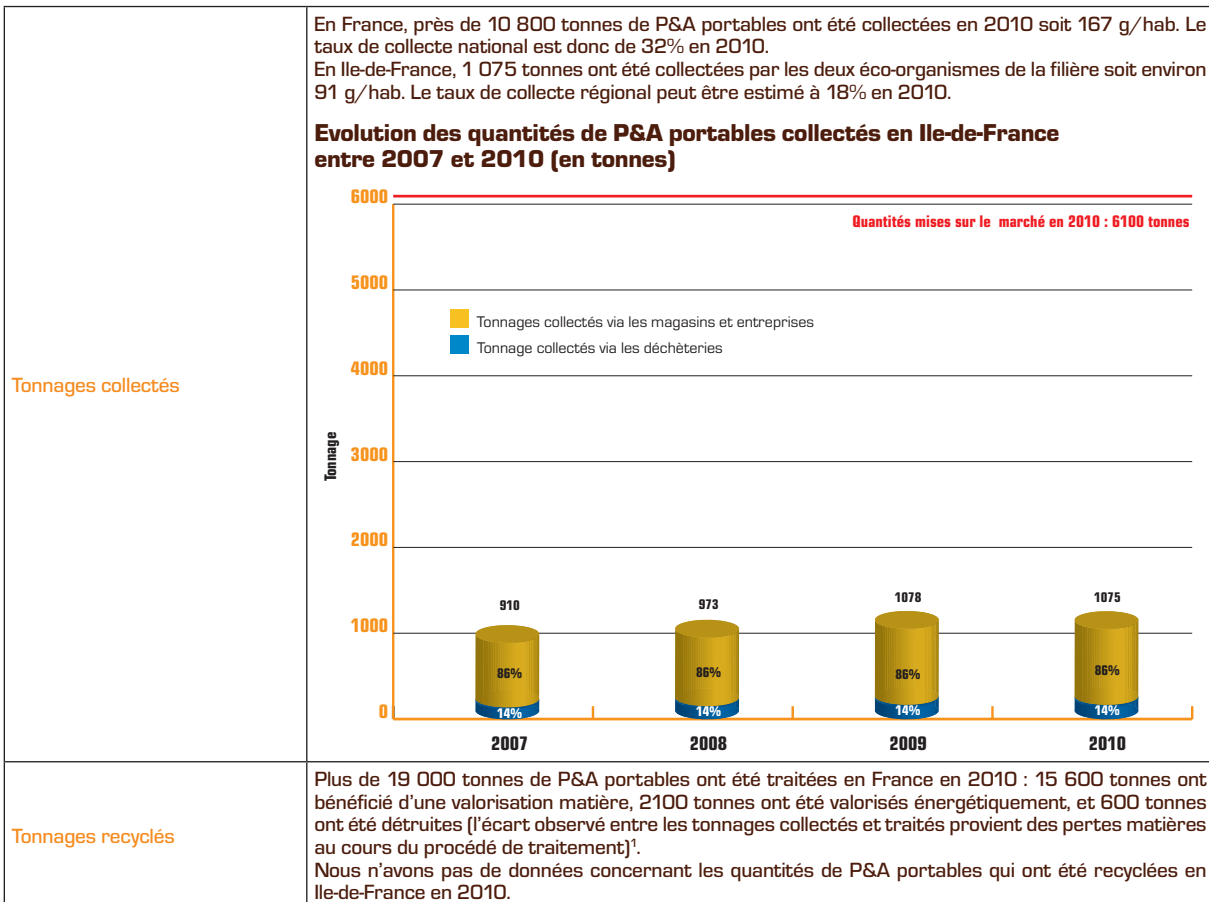 En France, près de 10 800 tonnes de P&A portables ont été collectées en 2010 soit 167 g/hab. Le
taux de collecte national est donc de 32% en 2010.
En Ile-de-France, 1 075 tonnes ont été collectées par les deux éco-organismes de la filière soit environ
91 g/hab. Le taux de collecte régional peut être estimé à 18% en 2010.
Evolution des quantités de P&A portables collectés en Ile-de-France
entre 2007 et 2010 (en tonnes)
6000
Quantités mises sur le marché en 2010 : 6100 tonnes
5000
Tonnages collectés via les magasins et entreprises
Tonnage collectés via les déchèteries
4000
Tonnages collectés
Tonnage
3000
2000
910 973 1078 1075
1000
86% 86% 86% 86%
0
14% 14% 14% 14%
2007 2008 2009 2010
Tonnages recyclés
Plus de 19 000 tonnes de P&A portables ont été traitées en France en 2010 : 15 600 tonnes ont
bénéficié d'une valorisation matière, 2100 tonnes ont été valorisés énergétiquement, et 600 tonnes
ont été détruites (l'écart observé entre les tonnages collectés et traités provient des pertes matières
au cours du procédé de traitement)¹.
Nous n'avons pas de données concernant les quantités de P&A portables qui ont été recyclées en
Ile-de-France en 2010.